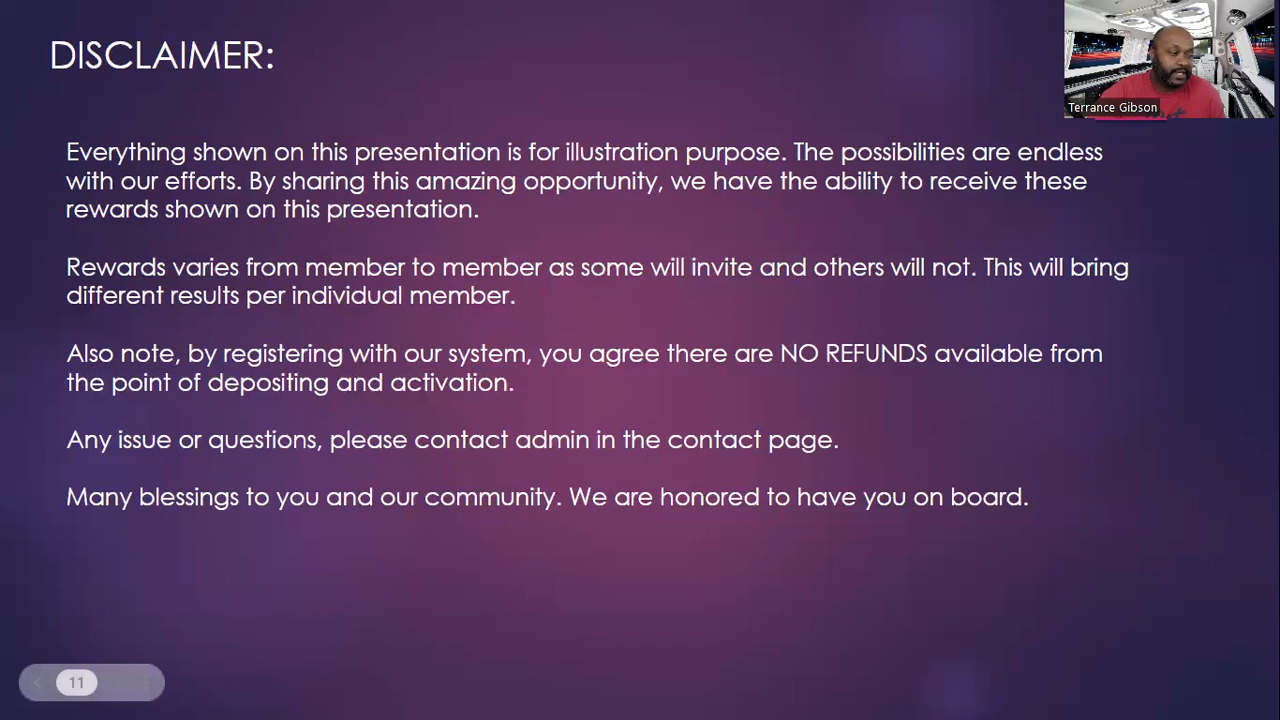 DISCLAIMER:
Terrance Gibson
Everything shown on this presentation is for illustration purpose. The possibilities are endless
with our efforts. By sharing this amazing opportunity, we have the ability to receive these
rewards shown on this presentation.
Rewards varies from member to member as some will invite and others will not. This will bring
different results per individual member.
Also note, by registering with our system, you agree there are NO REFUNDS available from
the point of depositing and activation.
Any issue or questions, please contact admin in the contact page.
Many blessings to you and our community. We are honored to have you on board.
11